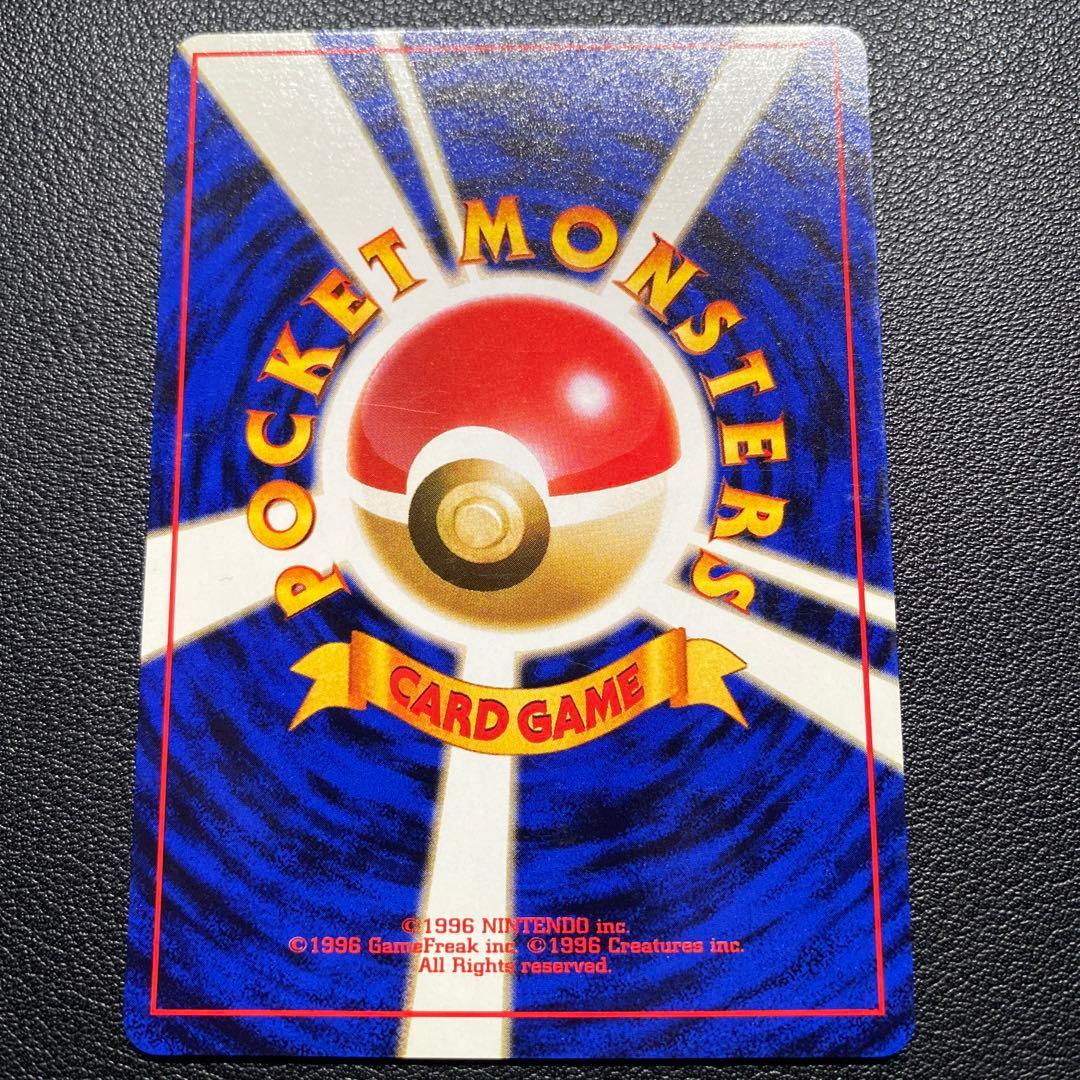 POCKET MONSTERS
CARD GAME
©1996 NINTENDO inc.
©1996 GameFreak inc. ©1996 Creatures inc.
All Rights reserved.